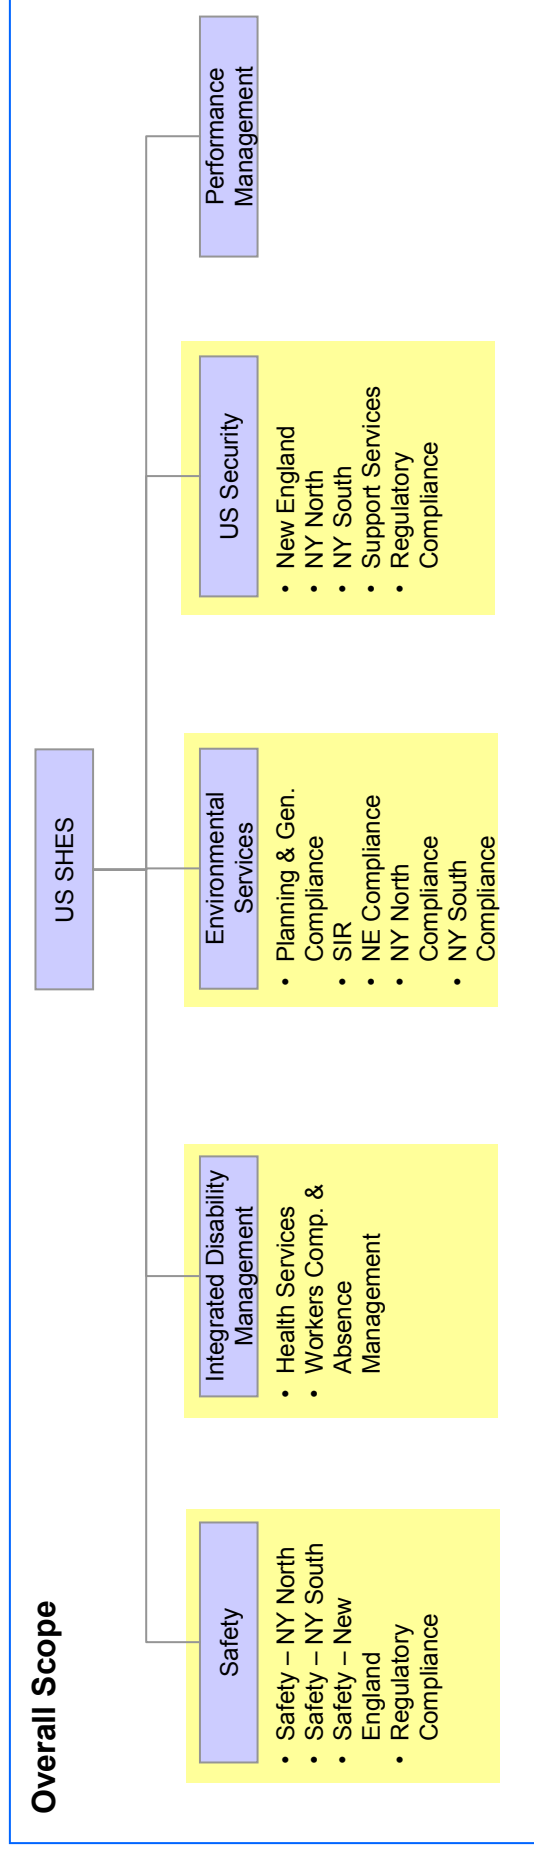 Overall Scope
US SHES
Safety
• Safety – NY North
• Safety – NY South
• Safety – New
England
• Regulatory
Compliance
Integrated Disability
Management
• Health Services
• Workers Comp. &
Absence
Management
Environmental
Services
• Planning & Gen.
Compliance
• SIR
• NE Compliance
• NY North
Compliance
• NY South
Compliance
US Security
• New England
• NY North
• NY South
• Support Services
• Regulatory
Compliance
Performance
Management